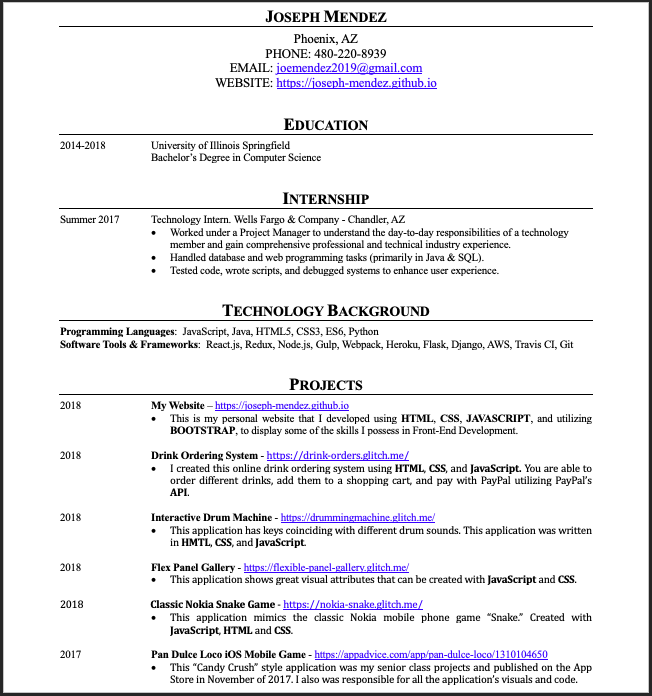 JOSEPH MENDEZ
Phoenix, AZ
PHONE: 480-220-8939
EMAIL: joemendez2019@gmail.com
WEBSITE: https://joseph-mendez.github.io
EDUCATION
2014-2018 University of Illinois Springfield
Bachelor's Degree in Computer Science
INTERNSHIP
Summer 2017 Technology Intern. Wells Fargo & Company - Chandler, AZ
• Worked under a Project Manager to understand the day-to-day responsibilities of a technology
member and gain comprehensive professional and technical industry experience.
• Handled database and web programming tasks (primarily in Java & SQL).
• Tested code, wrote scripts, and debugged systems to enhance user experience.
TECHNOLOGY BACKGROUND
Programming Languages: JavaScript, Java, HTML5, CSS3, ES6, Python
Software Tools & Frameworks: React.js, Redux, Node.js, Gulp, Webpack, Heroku, Flask, Django, AWS, Travis CI, Git
PROJECTS
2018 My Website – https://joseph-mendez.github.io
• This is my personal website that I developed using HTML, CSS, JAVASCRIPT, and utilizing
BOOTSTRAP, to display some of the skills I possess in Front-End Development.
2018 Drink Ordering System - https://drink-orders.glitch.me/
• I created this online drink ordering system using HTML, CSS, and JavaScript. You are able to
order different drinks, add them to a shopping cart, and pay with PayPal utilizing PayPal's
API.
2018 Interactive Drum Machine - https://drummingmachine.glitch.me/
• This application has keys coinciding with different drum sounds. This application was written
in HMTL, CSS, and JavaScript.
2018 Flex Panel Gallery - https://flexible-panel-gallery.glitch.me/
• This application shows great visual attributes that can be created with JavaScript and CSS.
2018 Classic Nokia Snake Game - https://nokia-snake.glitch.me/
• This application mimics the classic Nokia mobile phone game “Snake.” Created with
JavaScript, HTML and CSS.
2017 Pan Dulce Loco iOS Mobile Game - https://appadvice.com/app/pan-dulce-loco/1310104650
• This “Candy Crush” style application was my senior class projects and published on the App
Store in November of 2017. I also was responsible for all the application's visuals and code.